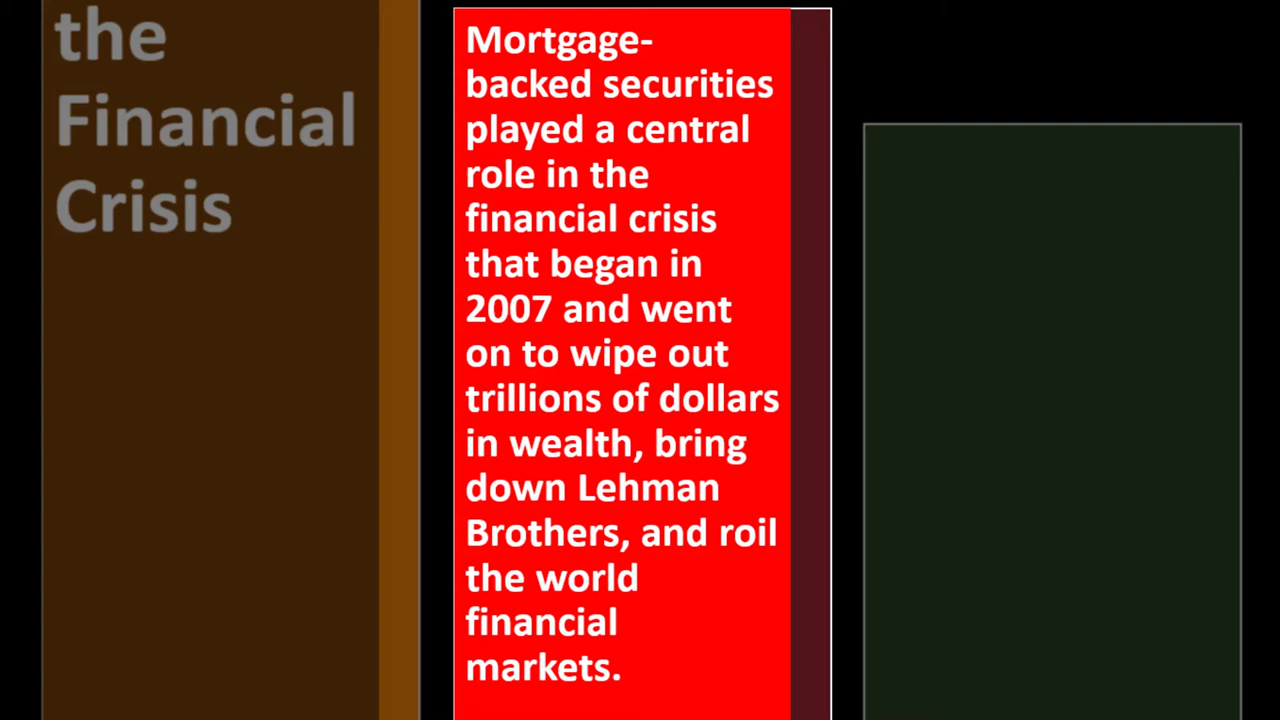 the
Financial
Crisis
Mortgage-
backed securities
played a central
role in the
financial crisis
that began in
2007 and went
on to wipe out
trillions of dollars
in wealth, bring
down Lehman
Brothers, and roil
the world
financial
markets.